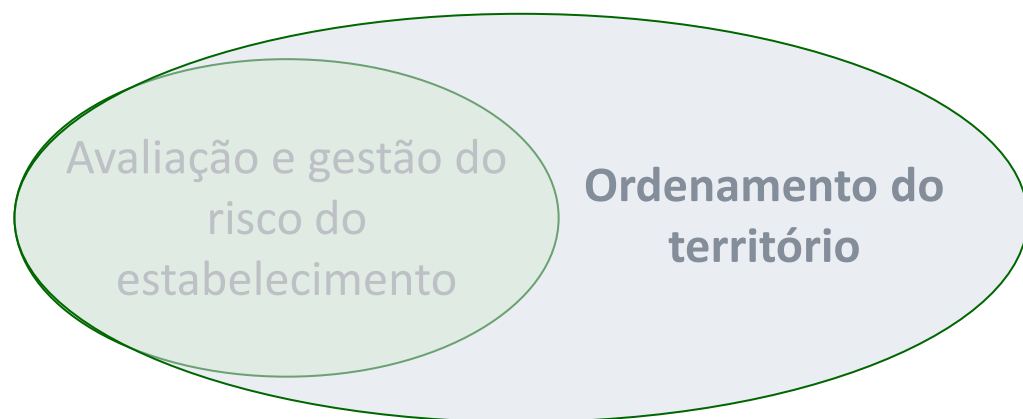 Avaliação e gestão do
risco do
estabelecimento
Ordenamento do
território